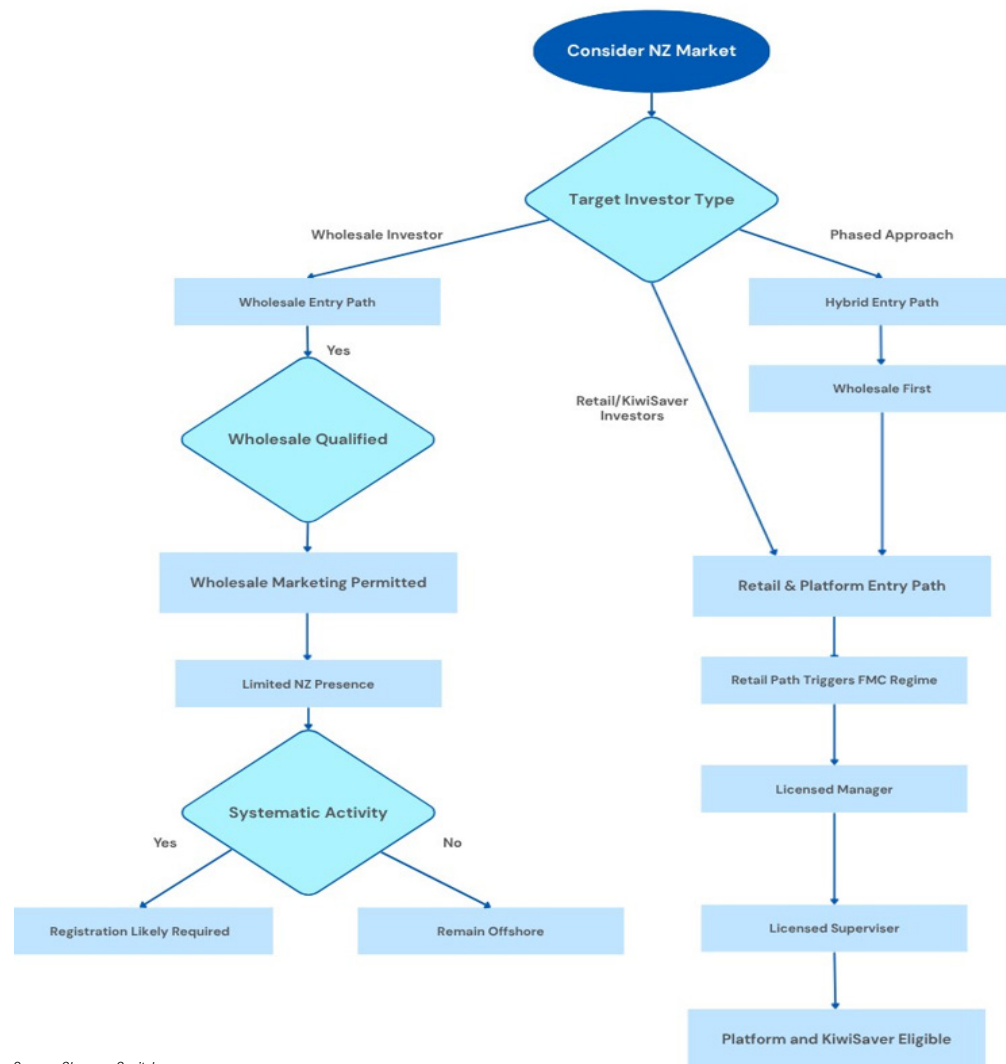 Consider NZ Market
Target Investor Type
Wholesale Investor
Phased Approach
Wholesale Entry Path
Hybrid Entry Path
Yes
Wholesale First
Retail/KiwiSaver
Investors
Wholesale Qualified
Wholesale Marketing Permitted
Retail & Platform Entry Path
Limited NZ Presence
Retail Path Triggers FMC Regime
Systematic Activity
Licensed Manager
Yes
No
Registration Likely Required
Remain Offshore
Licensed Superviser
Platform and KiwiSaver Eligible